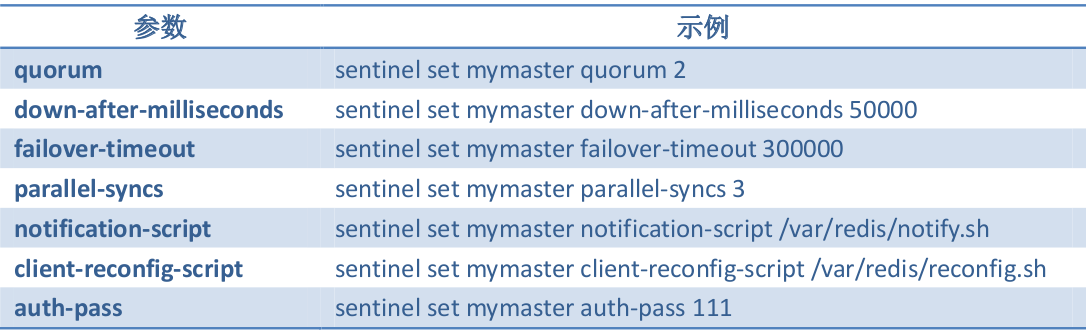 参数 示例
quorum sentinel set mymaster quorum 2
down-after-milliseconds sentinel set mymaster down-after-milliseconds 50000
failover-timeout sentinel set mymaster failover-timeout 300000
parallel-syncs sentinel set mymaster parallel-syncs 3
notification-script sentinel set mymaster notification-script /var/redis/notify.sh
client-reconfig-script sentinel set mymaster client-reconfig-script /var/redis/reconfig.sh
auth-pass sentinel set mymaster auth-pass 111